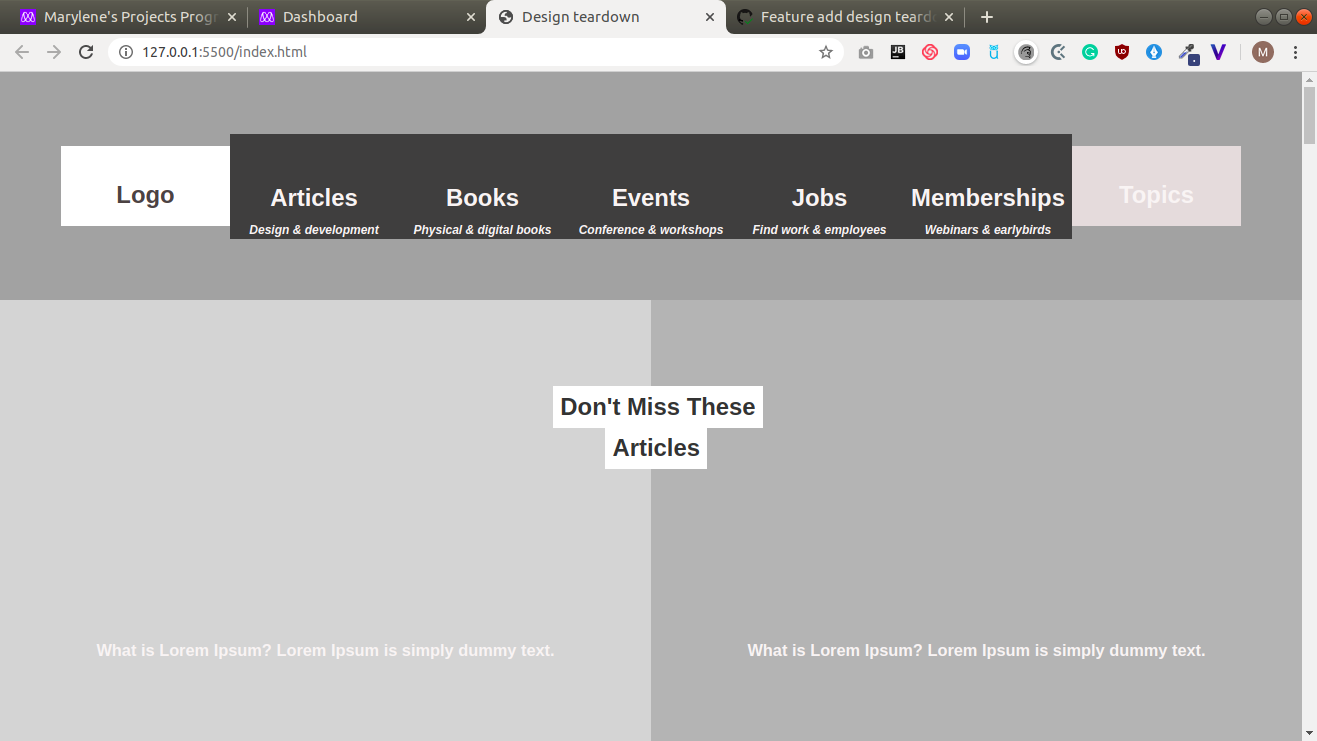 Marylene's Projects Progr
Dashboard
Design teardown
Feature add design teard
127.0.0.1:5500/index.html
JB
UD
M
Logo
Articles
Books
Events
Jobs
Memberships
Topics
Design & development
Physical & digital books
Conference & workshops
Find work & employees
Webinars & earlybirds
Don't Miss These
Articles
What is Lorem Ipsum? Lorem Ipsum is simply dummy text.
What is Lorem Ipsum? Lorem Ipsum is simply dummy text.